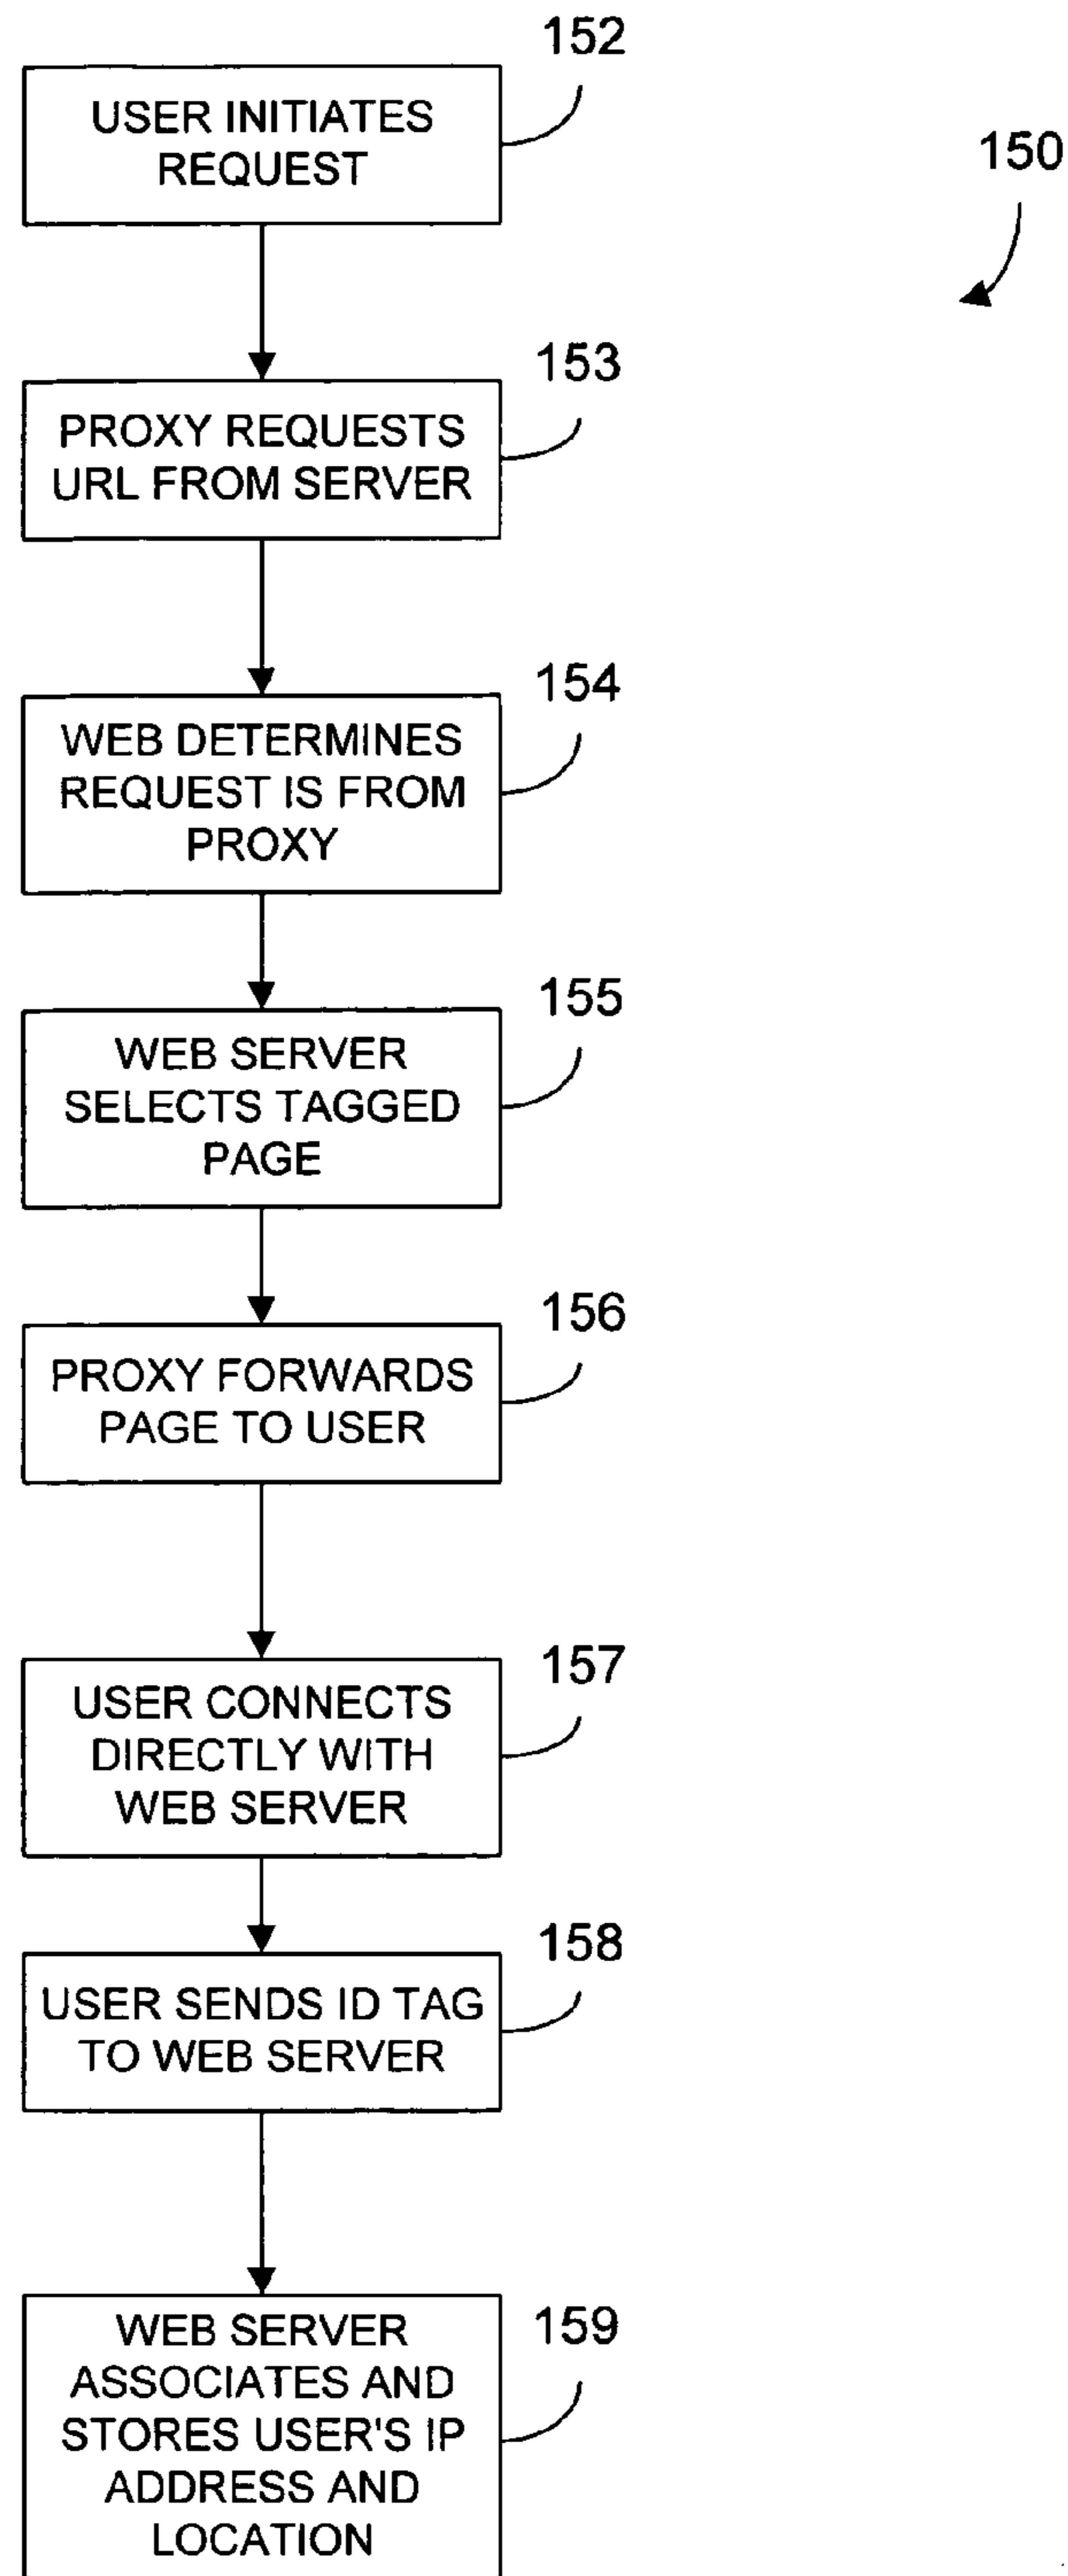 152
USER INITIATES
REQUEST
150
153
PROXY REQUESTS
URL FROM SERVER
154
WEB DETERMINES
REQUEST IS FROM
PROXY
155
WEB SERVER
SELECTS TAGGED
PAGE
156
PROXY FORWARDS
PAGE TO USER
157
USER CONNECTS
DIRECTLY WITH
WEB SERVER
158
USER SENDS ID TAG
TO WEB SERVER
159
WEB SERVER
ASSOCIATES AND
STORES USER'S IP
ADDRESS AND
LOCATION